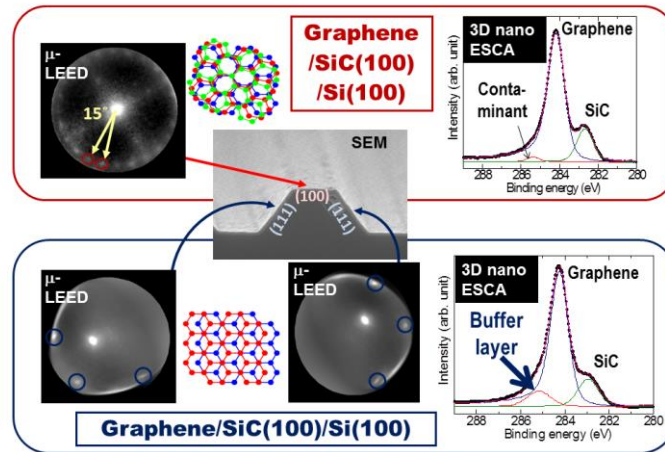 μ-
LEED
15°
Graphene
/SiC(100)
/Si(100)
3D nano
ESCA
Graphene
Conta-
minant
SiC
Intensity (arb. unit)
288 286 284 282 280
Binding energy (eV)
SEM
(111)
(100)
(111)
μ-
LEED
μ-
LEED
3D nano
ESCA
Graphene
Buffer
layer
SiC
Intensity (arb. unit)
288 286 284 282 280
Binding energy (eV)
Graphene/SiC(100)/Si(100)